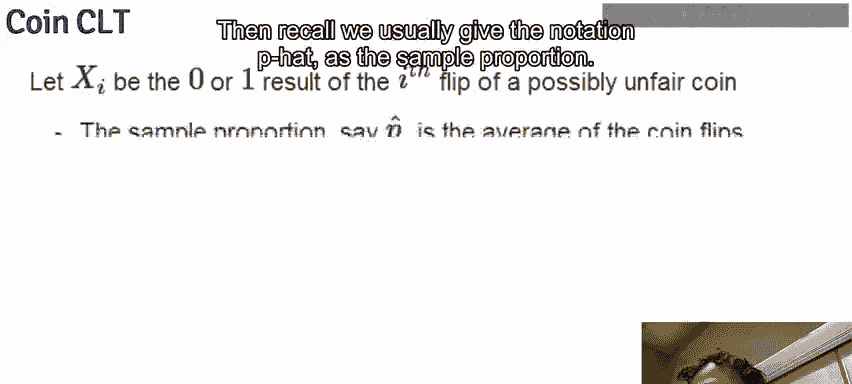 Coin CLT
Then recall we usually give the notation
p-hat, as the sample proportion.
Let Xᵢ be the 0 or 1 result of the iᵗʰ flip of a possibly unfair coin
- The sample proportion, say p̂, is the average of the coin flips